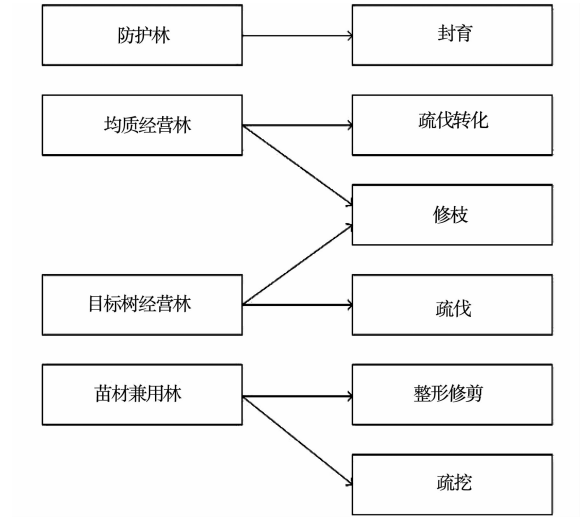 防护林
封育
均质经营林
疏伐转化
修枝
目标树经营林
疏伐
苗材兼用林
整形修剪
疏挖